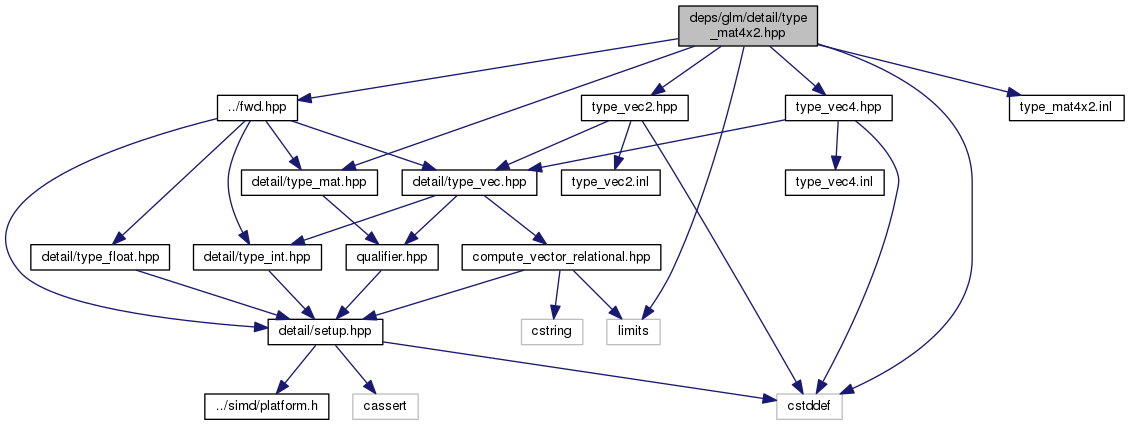 deps/glm/detail/type
_mat4x2.hpp
../fwd.hpp
type_vec2.hpp
type_vec4.hpp
type_mat4x2.inl
detail/type_mat.hpp
detail/type_vec.hpp
type_vec2.inl
type_vec4.inl
detail/type_float.hpp
detail/type_int.hpp
qualifier.hpp
compute_vector_relational.hpp
detail/setup.hpp
cstring
limits
../simd/platform.h
cassert
cstddef